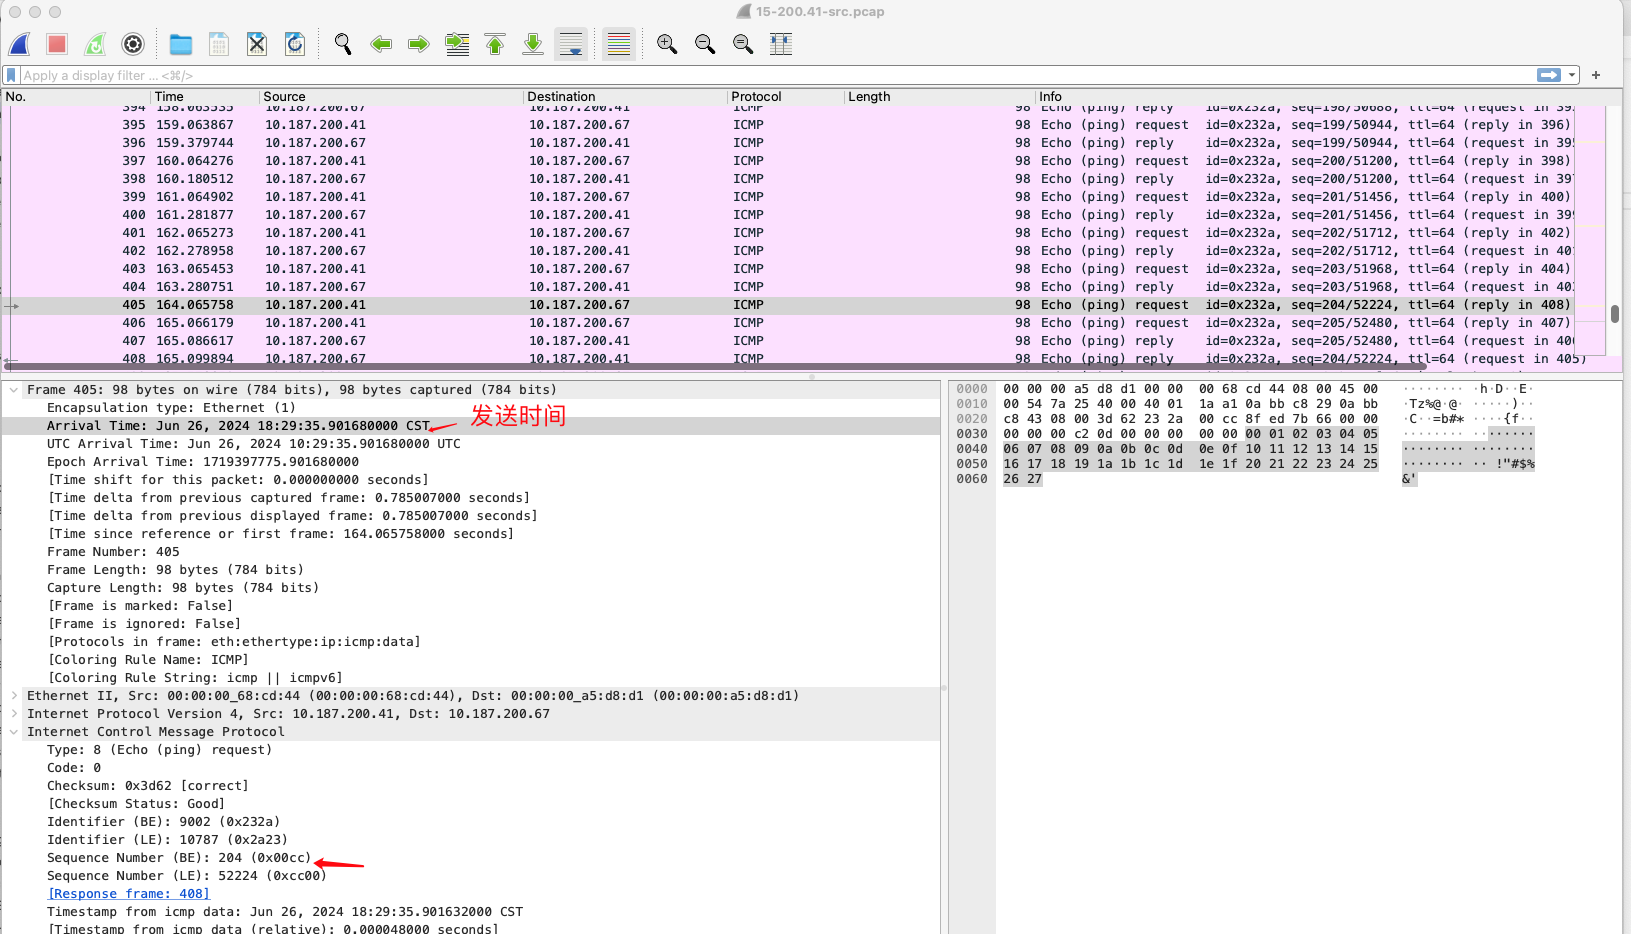 15-200.41-src.pcap
Apply a display filter ... <⌘/>
+
No. Time Source Destination Protocol Length Info
394 158.063535 10.187.200.67 10.187.200.41 ICMP 98 Echo (ping) reply id=0x232a, seq=198/50688, ttl=64 (request in 39
395 159.063867 10.187.200.41 10.187.200.67 ICMP 98 Echo (ping) request id=0x232a, seq=199/50944, ttl=64 (reply in 396)
396 159.379744 10.187.200.67 10.187.200.41 ICMP 98 Echo (ping) reply id=0x232a, seq=199/50944, ttl=64 (request in 395
397 160.064276 10.187.200.41 10.187.200.67 ICMP 98 Echo (ping) request id=0x232a, seq=200/51200, ttl=64 (reply in 398)
398 160.180512 10.187.200.67 10.187.200.41 ICMP 98 Echo (ping) reply id=0x232a, seq=200/51200, ttl=64 (request in 397
399 161.064902 10.187.200.41 10.187.200.67 ICMP 98 Echo (ping) request id=0x232a, seq=201/51456, ttl=64 (reply in 400)
400 161.281877 10.187.200.67 10.187.200.41 ICMP 98 Echo (ping) reply id=0x232a, seq=201/51456, ttl=64 (request in 399
401 162.065273 10.187.200.41 10.187.200.67 ICMP 98 Echo (ping) request id=0x232a, seq=202/51712, ttl=64 (reply in 402)
402 162.278958 10.187.200.67 10.187.200.41 ICMP 98 Echo (ping) reply id=0x232a, seq=202/51712, ttl=64 (request in 401
403 163.065453 10.187.200.41 10.187.200.67 ICMP 98 Echo (ping) request id=0x232a, seq=203/51968, ttl=64 (reply in 404)
404 163.280751 10.187.200.67 10.187.200.41 ICMP 98 Echo (ping) reply id=0x232a, seq=203/51968, ttl=64 (request in 403
405 164.065758 10.187.200.41 10.187.200.67 ICMP 98 Echo (ping) request id=0x232a, seq=204/52224, ttl=64 (reply in 408)
406 165.066179 10.187.200.41 10.187.200.67 ICMP 98 Echo (ping) request id=0x232a, seq=205/52480, ttl=64 (reply in 407)
407 165.086617 10.187.200.67 10.187.200.41 ICMP 98 Echo (ping) reply id=0x232a, seq=205/52480, ttl=64 (request in 406
408 165.099894 10.187.200.67 10.187.200.41 ICMP 98 Echo (ping) reply id=0x232a, seq=204/52224, ttl=64 (request in 405)
Frame 405: 98 bytes on wire (784 bits), 98 bytes captured (784 bits)
Encapsulation type: Ethernet (1)
Arrival Time: Jun 26, 2024 18:29:35.901680000 CST
发送时间
UTC Arrival Time: Jun 26, 2024 10:29:35.901680000 UTC
Epoch Arrival Time: 1719397775.901680000
[Time shift for this packet: 0.000000000 seconds]
[Time delta from previous captured frame: 0.785007000 seconds]
[Time delta from previous displayed frame: 0.785007000 seconds]
[Time since reference or first frame: 164.065758000 seconds]
Frame Number: 405
Frame Length: 98 bytes (784 bits)
Capture Length: 98 bytes (784 bits)
[Frame is marked: False]
[Frame is ignored: False]
[Protocols in frame: eth:ethertype:ip:icmp:data]
[Coloring Rule Name: ICMP]
[Coloring Rule String: icmp || icmpv6]
Ethernet II, Src: 00:00:00_68:cd:44 (00:00:00:68:cd:44), Dst: 00:00:00_a5:d8:d1 (00:00:00:a5:d8:d1)
Internet Protocol Version 4, Src: 10.187.200.41, Dst: 10.187.200.67
Internet Control Message Protocol
Type: 8 (Echo (ping) request)
Code: 0
Checksum: 0x3d62 [correct]
[Checksum Status: Good]
Identifier (BE): 9002 (0x232a)
Identifier (LE): 10787 (0x2a23)
Sequence Number (BE): 204 (0x00cc)
Sequence Number (LE): 52224 (0xcc00)
[Response frame: 408]
Timestamp from icmp data: Jun 26, 2024 18:29:35.901632000 CST
[Timestamp from icmp data (relative): 0.000048000 seconds]
0000 00 00 00 a5 d8 d1 00 00 00 68 cd 44 08 00 45 00 ········ ·h·D··E·
0010 00 54 7a 25 40 00 40 01 1a a1 0a bb c8 29 0a bb ·Tz%@·@· ·····)··
0020 c8 43 08 00 3d 62 23 2a 00 cc 8f ed 7b 66 00 00 ·C··=b#* ····{f··
0030 00 00 00 c2 0d 00 00 00 00 00 00 01 02 03 04 05 ········ ········
0040 06 07 08 09 0a 0b 0c 0d 0e 0f 10 11 12 13 14 15 ········ ········
0050 16 17 18 19 1a 1b 1c 1d 1e 1f 20 21 22 23 24 25 ········ ·· !"#$%
0060 26 27 &'